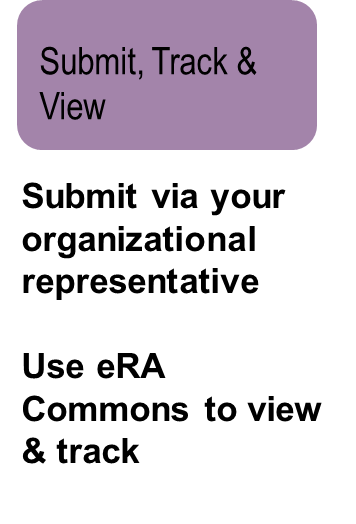 Submit, Track &
View
Submit via your
organizational
representative
Use eRA
Commons to view
& track